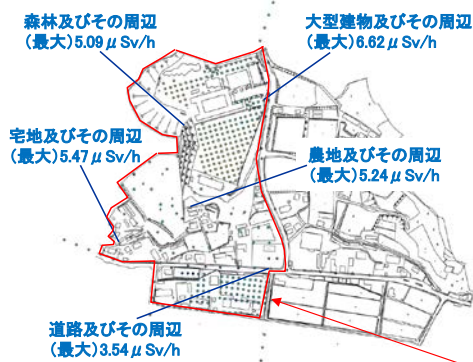 森林及びその周辺
(最大)5.09μSv/h
大型建物及びその周辺
(最大)6.62μSv/h
宅地及びその周辺
(最大)5.47μSv/h
農地及びその周辺
(最大)5.24μSv/h
道路及びその周辺
(最大)3.54μSv/h